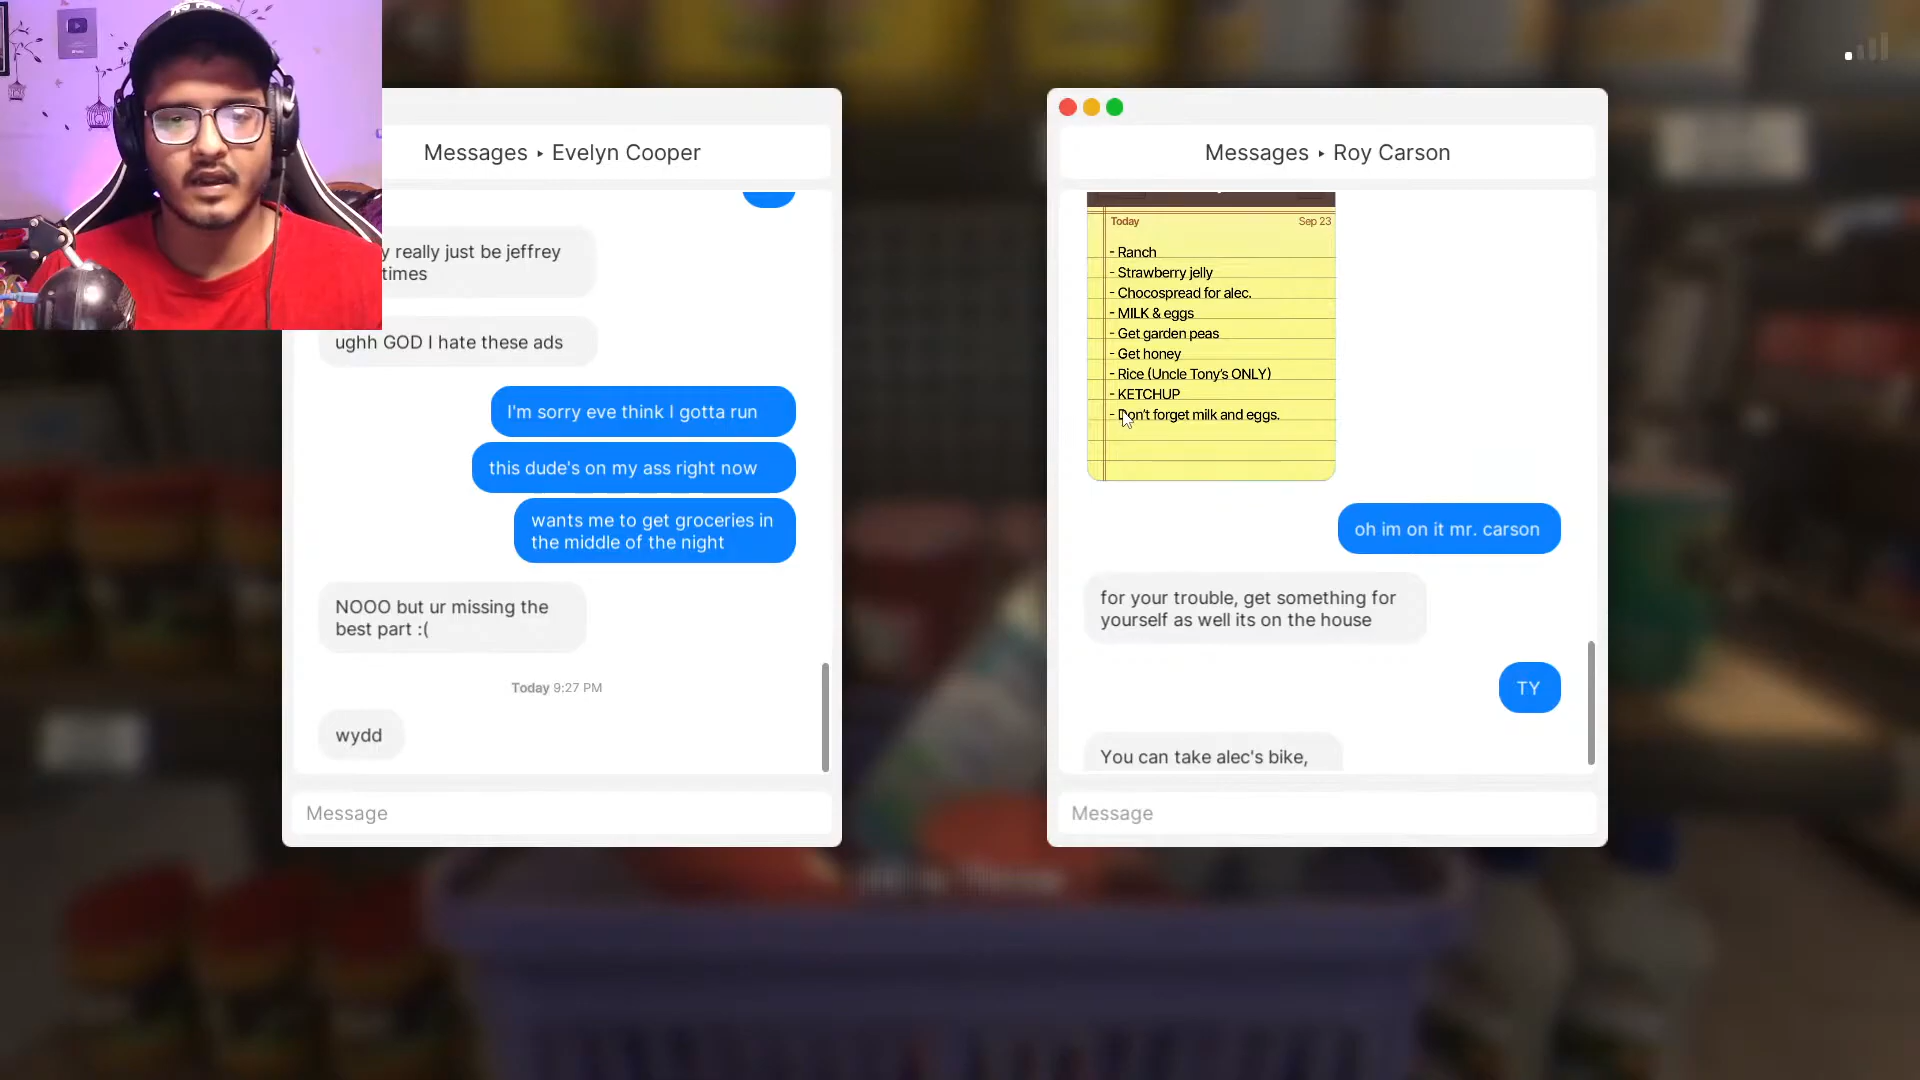 Messages ▸ Evelyn Cooper
y really just be jeffrey
times
ughh GOD I hate these ads
I'm sorry eve think I gotta run
this dude's on my ass right now
wants me to get groceries in
the middle of the night
NOOO but ur missing the
best part :(
Today 9:27 PM
wydd
Message
Messages ▸ Roy Carson
Today Sep 23
- Ranch
- Strawberry jelly
- Chocospread for alec.
- MILK & eggs
- Get garden peas
- Get honey
- Rice (Uncle Tony's ONLY)
- KETCHUP
- Don't forget milk and eggs.
oh im on it mr. carson
for your trouble, get something for
yourself as well its on the house
TY
You can take alec's bike,
Message